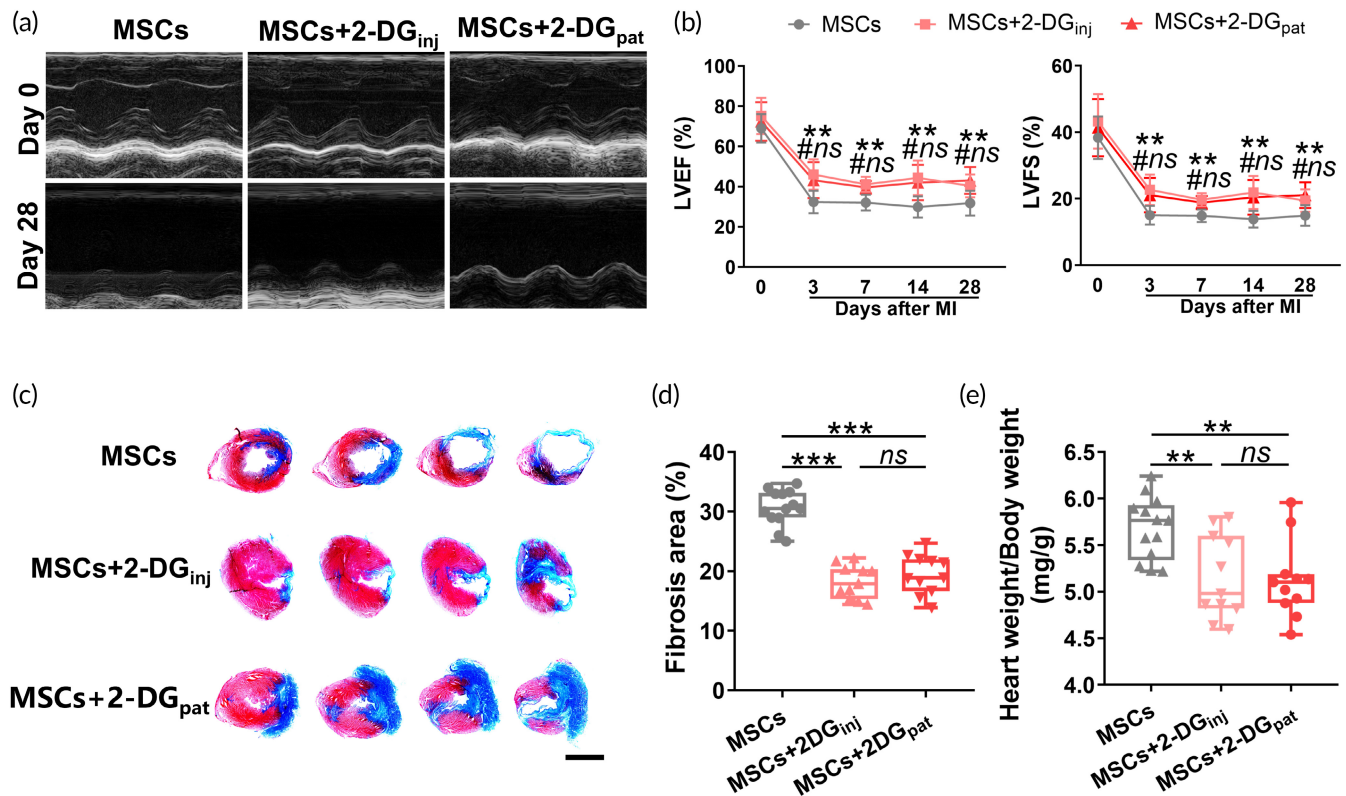 (a)
MSCs MSCs+2-DGinj MSCs+2-DGpat
Day 0
Day 28
(b)
MSCs MSCs+2-DGinj MSCs+2-DGpat
LVEF (%)
100
80
60
40
20
0
** ** ** **
#ns #ns #ns #ns
0 3 7 14 28
Days after MI
LVFS (%)
60
40
20
0
** ** ** **
#ns #ns #ns #ns
0 3 7 14 28
Days after MI
(c)
MSCs
MSCs+2-DGinj
MSCs+2-DGpat
(d)
Fibrosis area (%)
40
30
20
10
0
***
*** ns
MSCs
MSCs+2DGinj
MSCs+2DGpat
(e)
Heart weight/Body weight
(mg/g)
6.5
6.0
5.5
5.0
4.5
4.0
**
** ns
MSCs
MSCs+2-DGinj
MSCs+2-DGpat